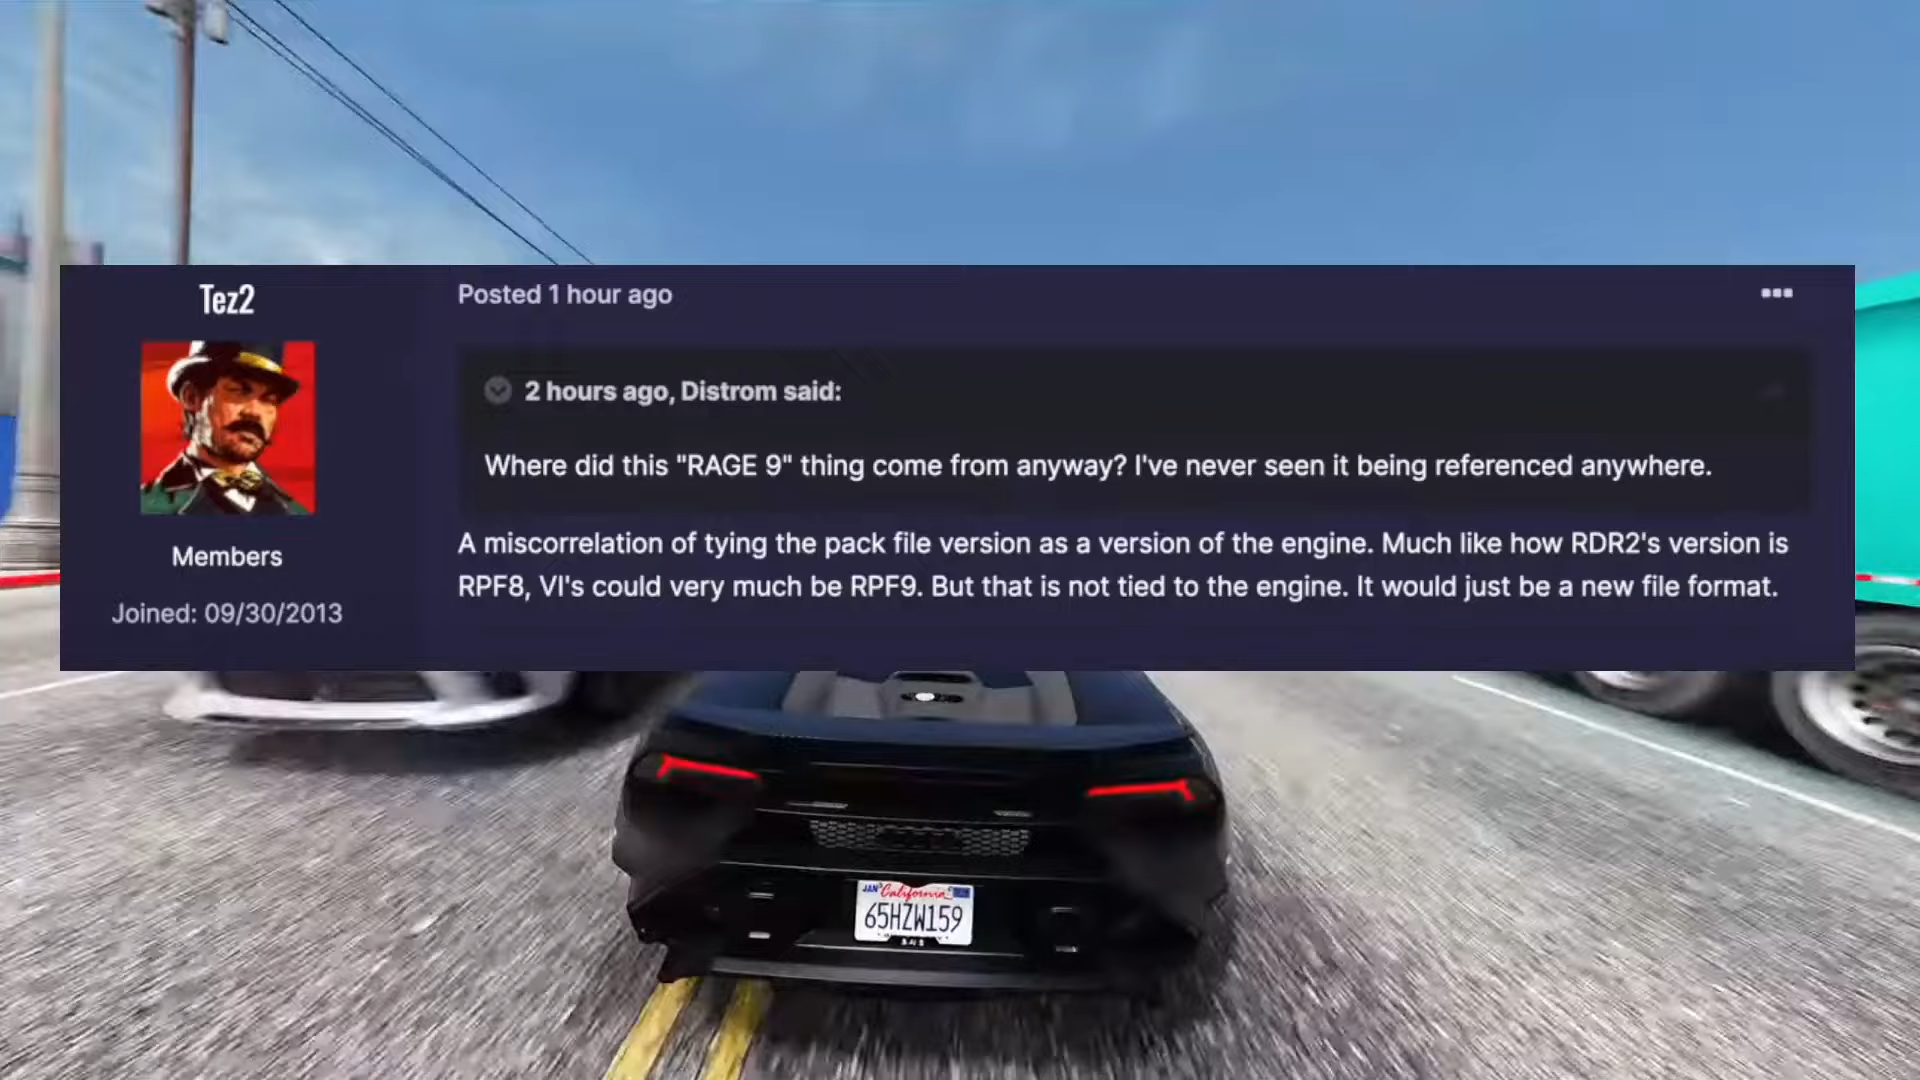 Tez2
Posted 1 hour ago
2 hours ago, Distrom said:
Where did this "RAGE 9" thing come from anyway? I've never seen it being referenced anywhere.
A miscorrelation of tying the pack file version as a version of the engine. Much like how RDR2's version is
RPF8, VI's could very much be RPF9. But that is not tied to the engine. It would just be a new file format.
Members
Joined: 09/30/2013
JAN California
65HZW159